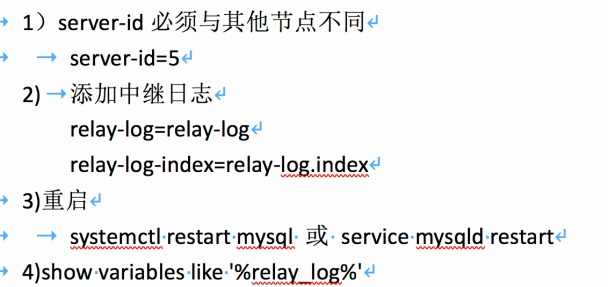 1）server-id 必须与其他节点不同
server-id=5
2) 添加中继日志
relay-log=relay-log
relay-log-index=relay-log.index
3)重启
systemctl restart mysql 或 service mysqld restart
4)show variables like '%relay_log%'